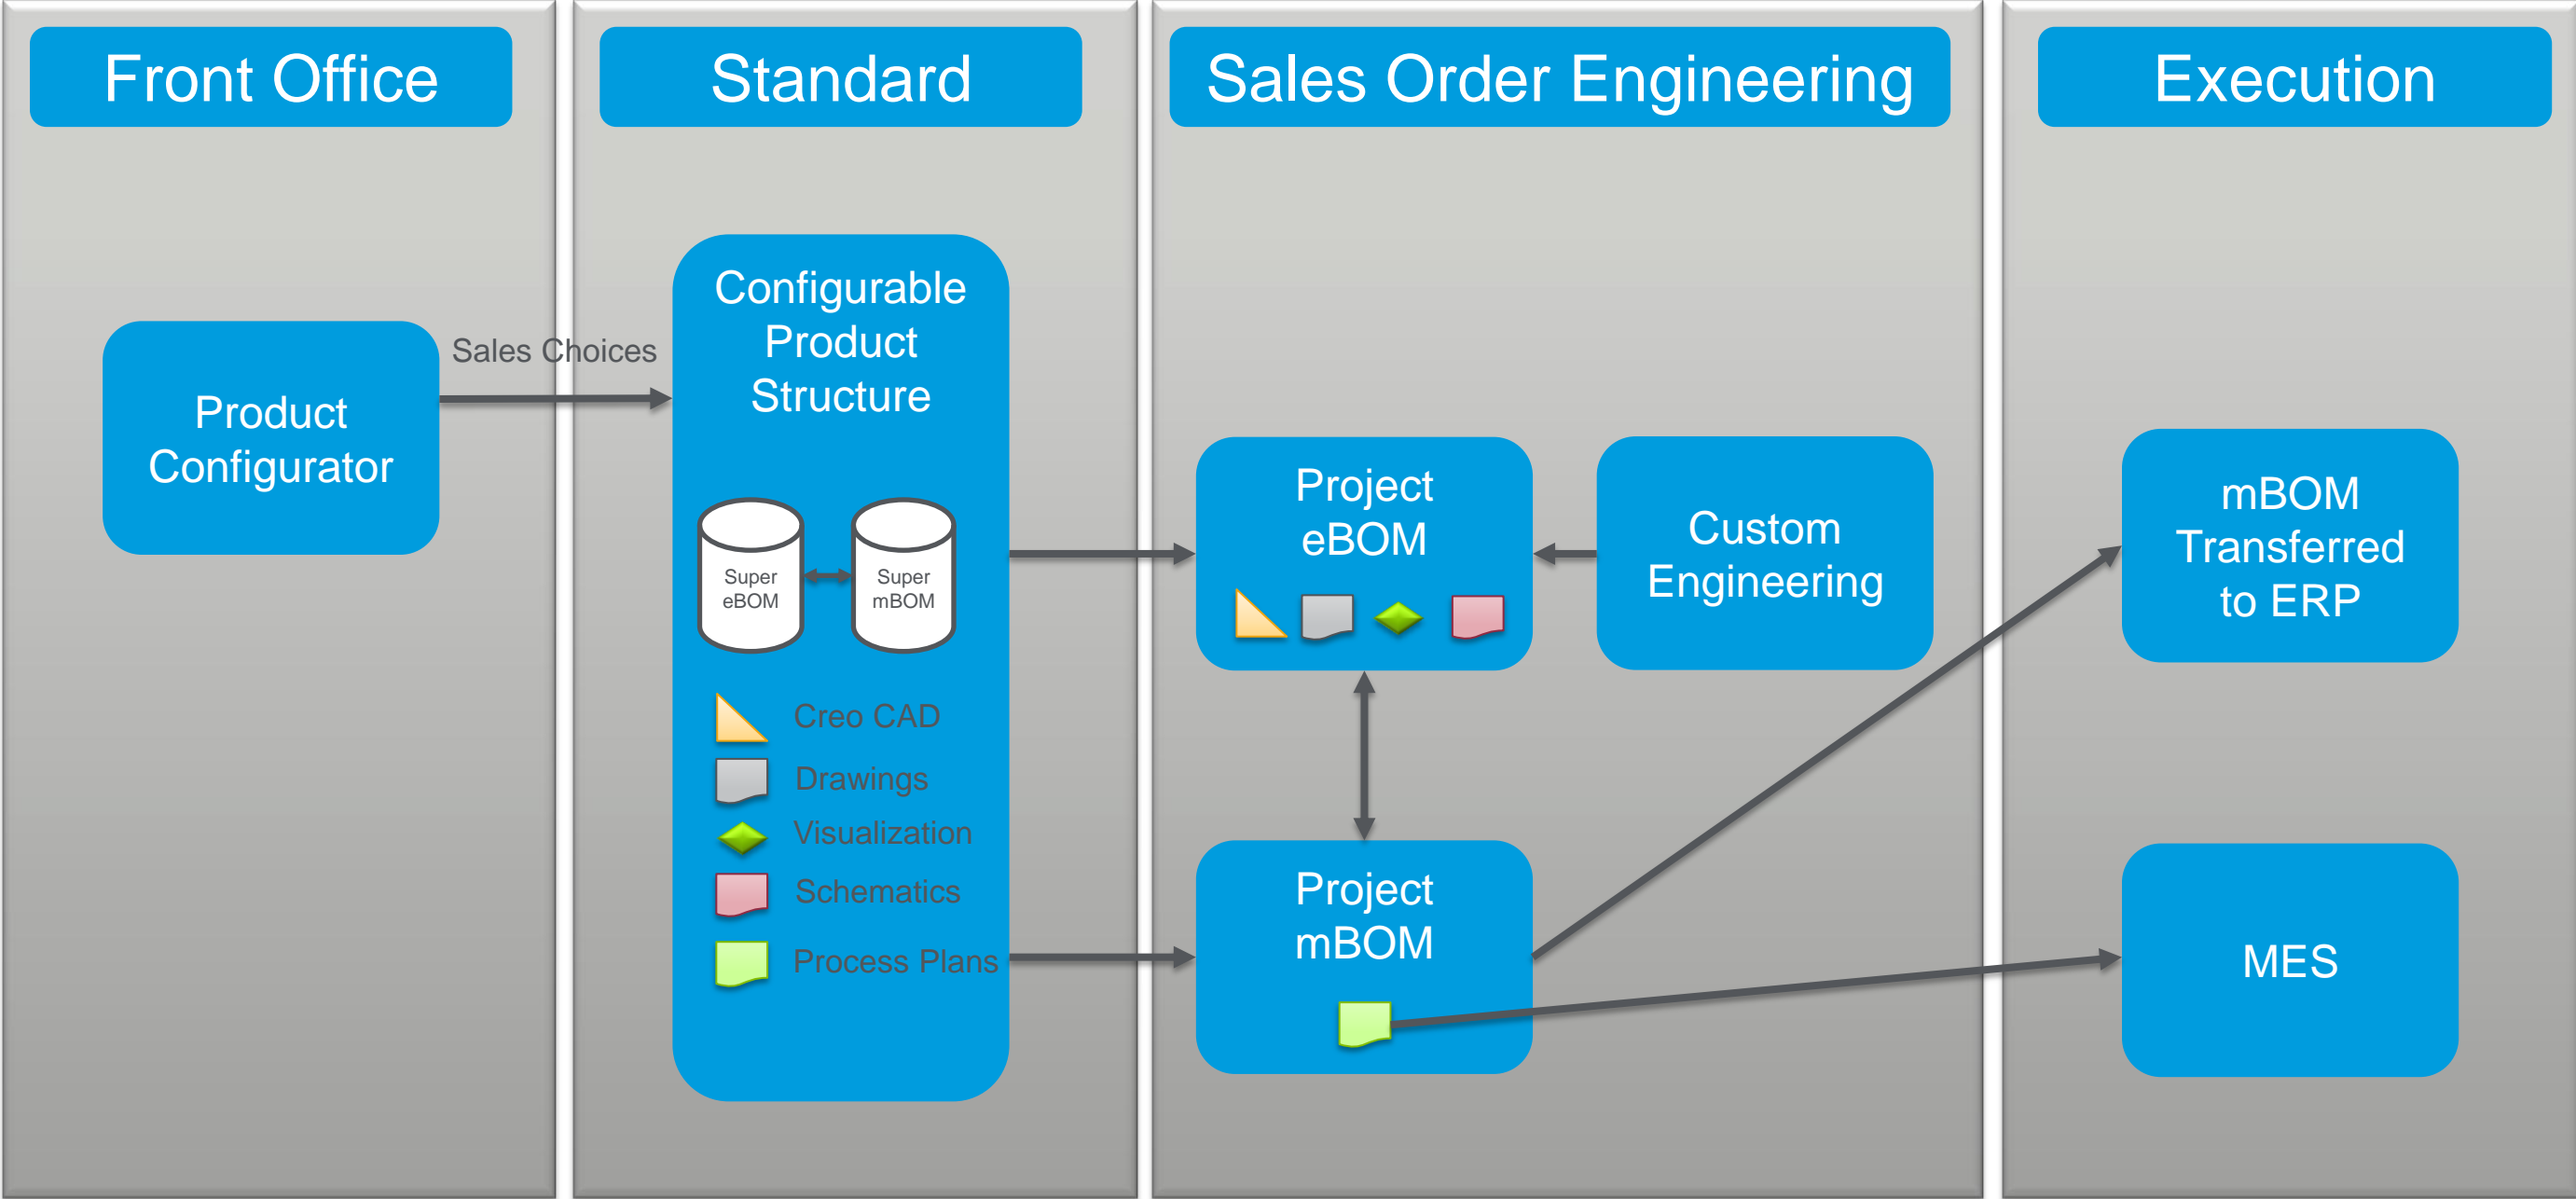 Front Office
Standard
Sales Order Engineering
Execution
Product
Configurator
Sales Choices
Configurable
Product
Structure
Super
eBOM
Super
mBOM
Creo CAD
Drawings
Visualization
Schematics
Process Plans
Project
eBOM
Custom
Engineering
Project
mBOM
mBOM
Transferred
to ERP
MES